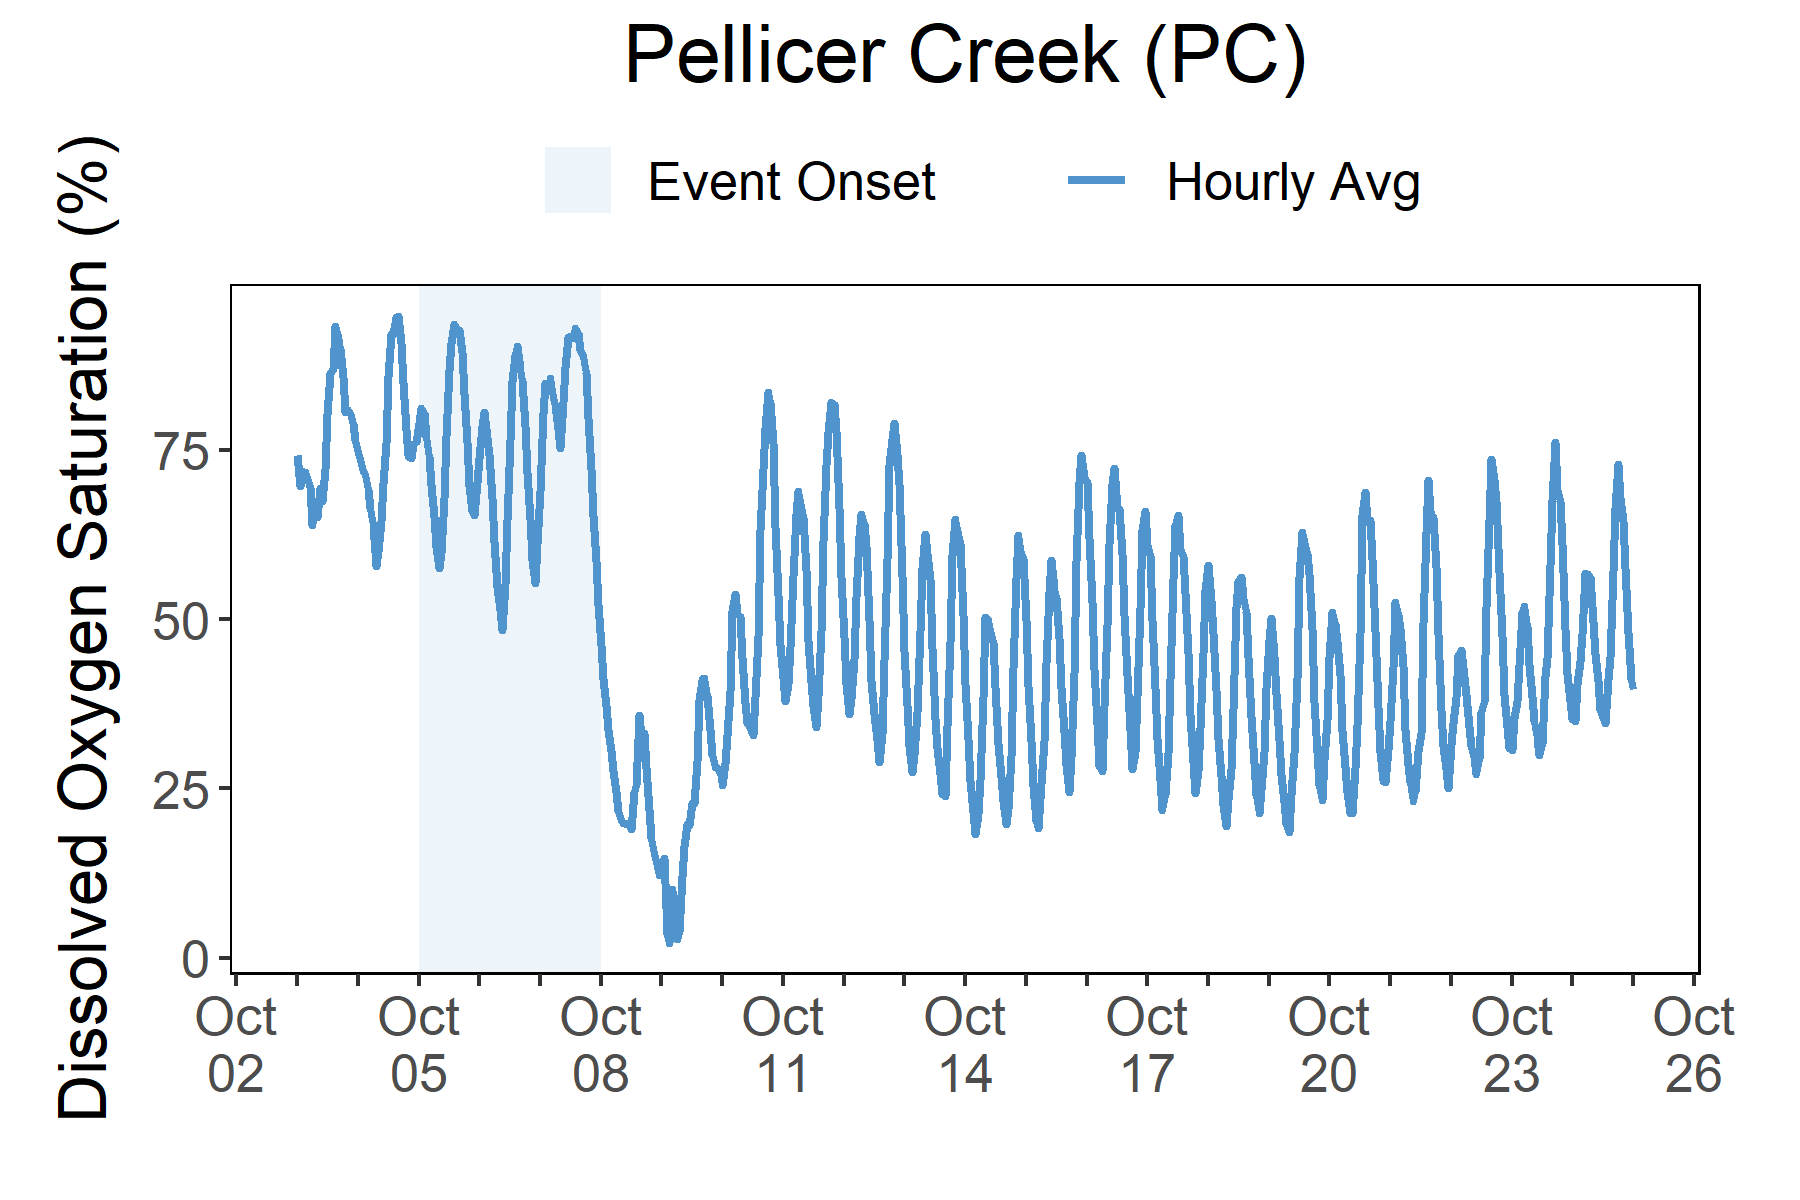 Pellicer Creek (PC)
Event Onset
Hourly Avg
Dissolved Oxygen Saturation (%)
75
50
25
0
Oct 02
Oct 05
Oct 08
Oct 11
Oct 14
Oct 17
Oct 20
Oct 23
Oct 26